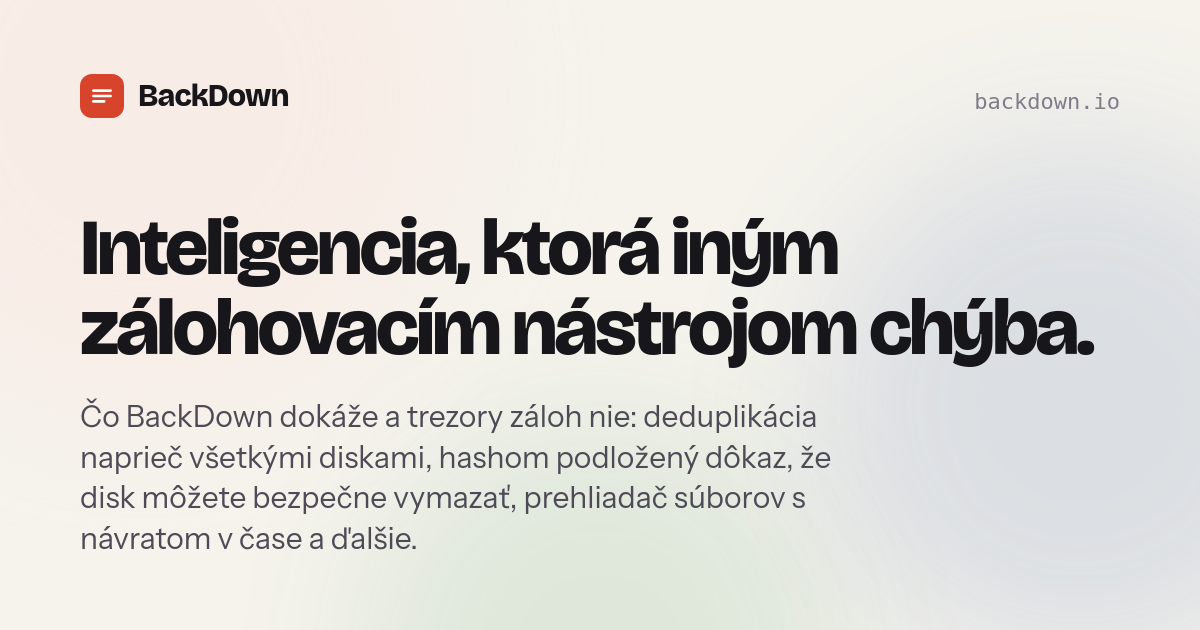 BackDown
backdown.io
Inteligencia, ktorá iným
zálohovacím nástrojom chýba.
Čo BackDown dokáže a trezory záloh nie: deduplikácia
naprieč všetkými diskami, hashom podložený dôkaz, že
disk môžete bezpečne vymazať, prehliadač súborov s
návratom v čase a ďalšie.